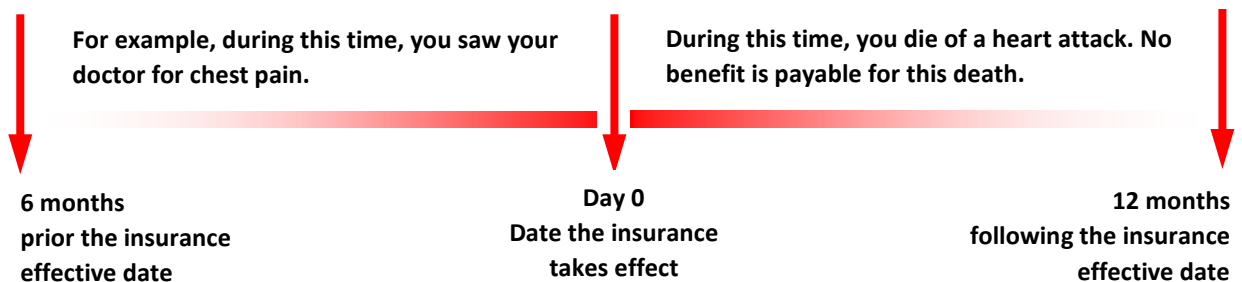 For example, during this time, you saw your
doctor for chest pain.
During this time, you die of a heart attack. No
benefit is payable for this death.
6 months
prior the insurance
effective date
Day 0
Date the insurance
takes effect
12 months
following the insurance
effective date